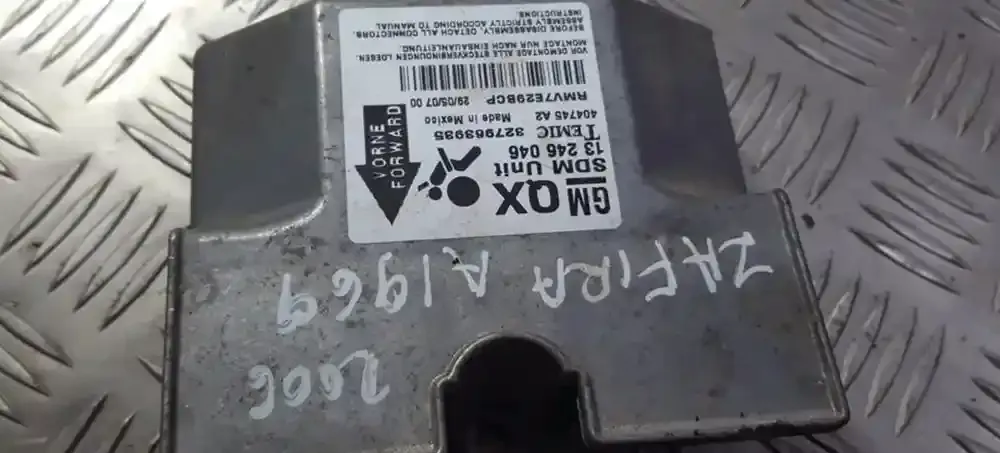 GM QX
SDM Unit
13 246 046
TEMIC 327963935
404745 A2 Made in Mexico
RMV7E29BCP 29/05/07 00
VORNE
FORWARD
VOR DEMONTAGE ALLE STECKVERBINDUNGEN LOESEN.
MONTAGE NUR NACH EINBAUANLEITUNG.
BEFORE DISASSEMBLY, DETACH ALL CONNECTORS.
ASSEMBLY STRICTLY ACCORDING TO MANUAL
INSTRUCTIONS.
ZAFIRA A1969
2006